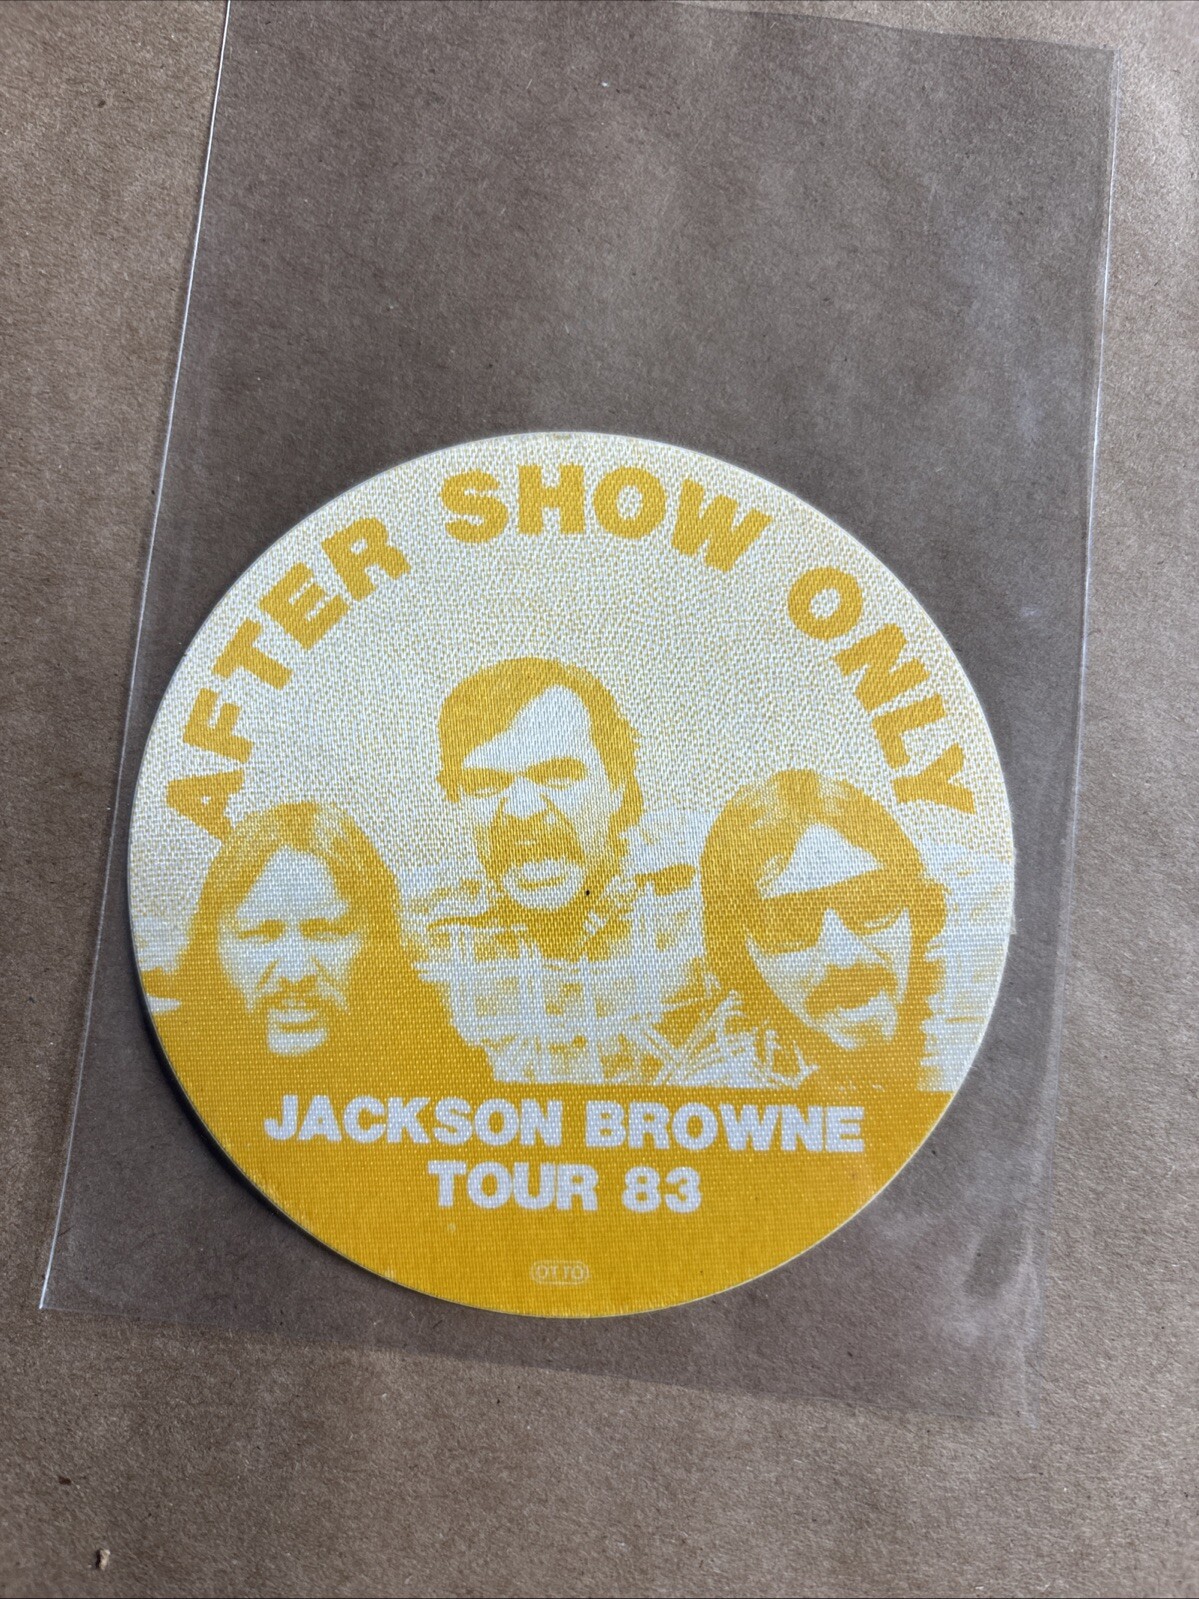 AFTER SHOW ONLY
JACKSON BROWNE
TOUR 83
OTTO